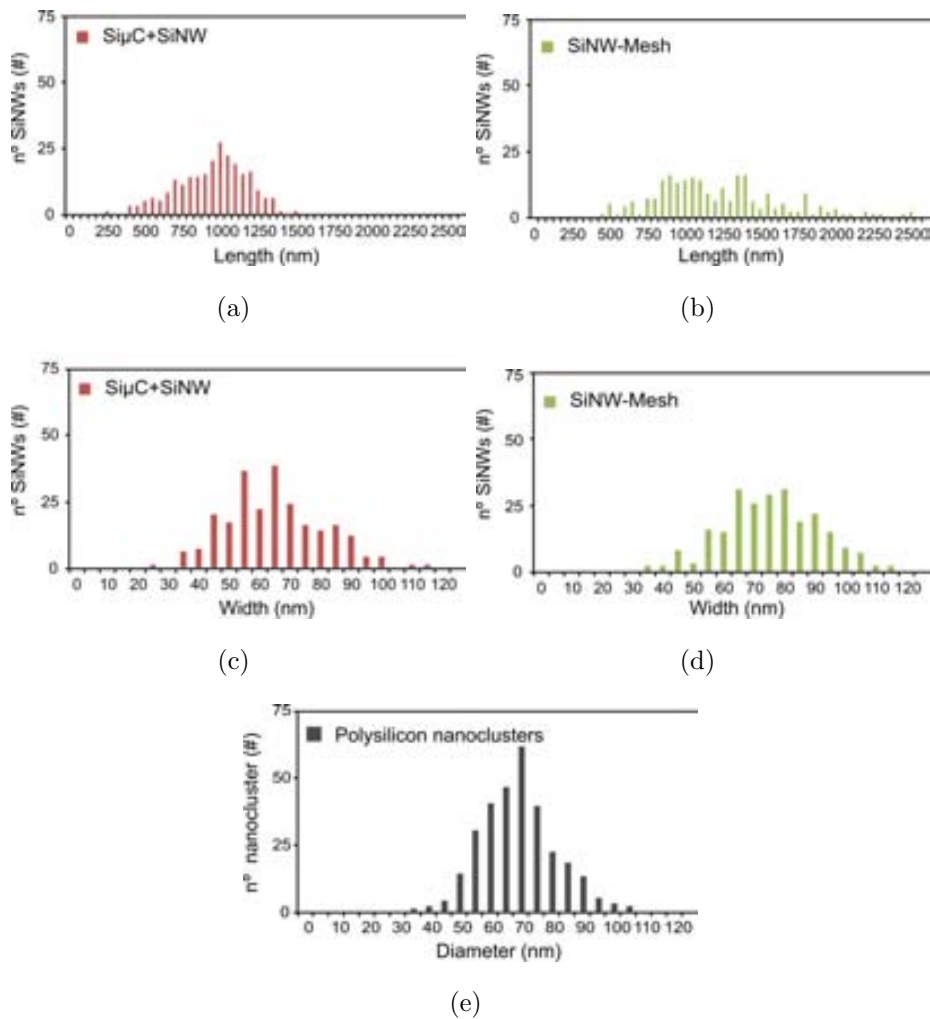 75
50
25
0
nº SiNWs (#)
SiµC+SiNW
0 250 500 750 1000 1250 1500 1750 2000 2250 2500
Length (nm)
(a)
75
50
25
0
nº SiNWs (#)
SiNW-Mesh
0 250 500 750 1000 1250 1500 1750 2000 2250 2500
Length (nm)
(b)
75
50
25
0
nº SiNWs (#)
SiµC+SiNW
0 10 20 30 40 50 60 70 80 90 100 110 120
Width (nm)
(c)
75
50
25
0
nº SiNWs (#)
SiNW-Mesh
0 10 20 30 40 50 60 70 80 90 100 110 120
Width (nm)
(d)
75
50
25
0
nº nanocluster (#)
Polysilicon nanoclusters
0 10 20 30 40 50 60 70 80 90 100 110 120
Diameter (nm)
(e)